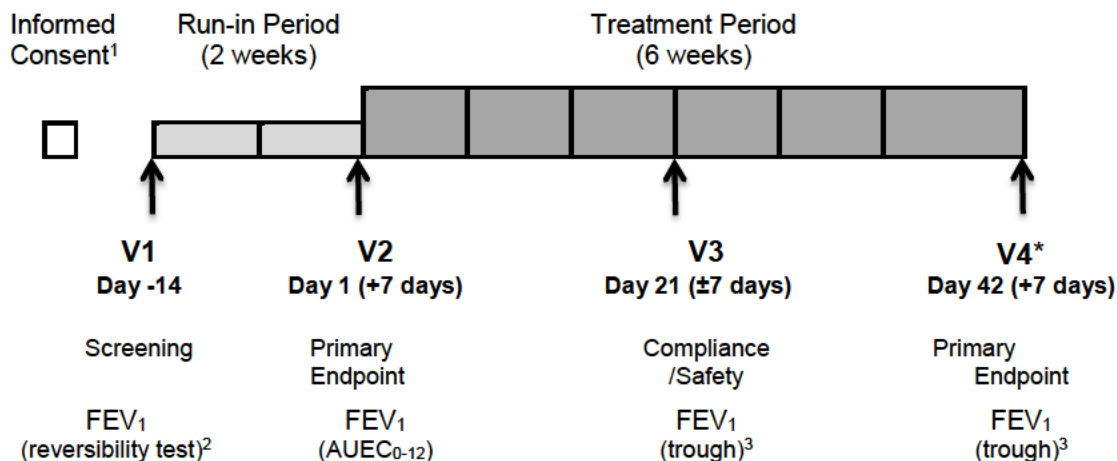 Informed
Consent¹
Run-in Period
(2 weeks)
Treatment Period
(6 weeks)
V1
Day -14
V2
Day 1 (+7 days)
V3
Day 21 (±7 days)
V4*
Day 42 (+7 days)
Screening
Primary
Endpoint
Compliance
/Safety
Primary
Endpoint
FEV₁
(reversibility test)²
FEV₁
(AUEC₀₋₁₂)
FEV₁
(trough)³
FEV₁
(trough)³